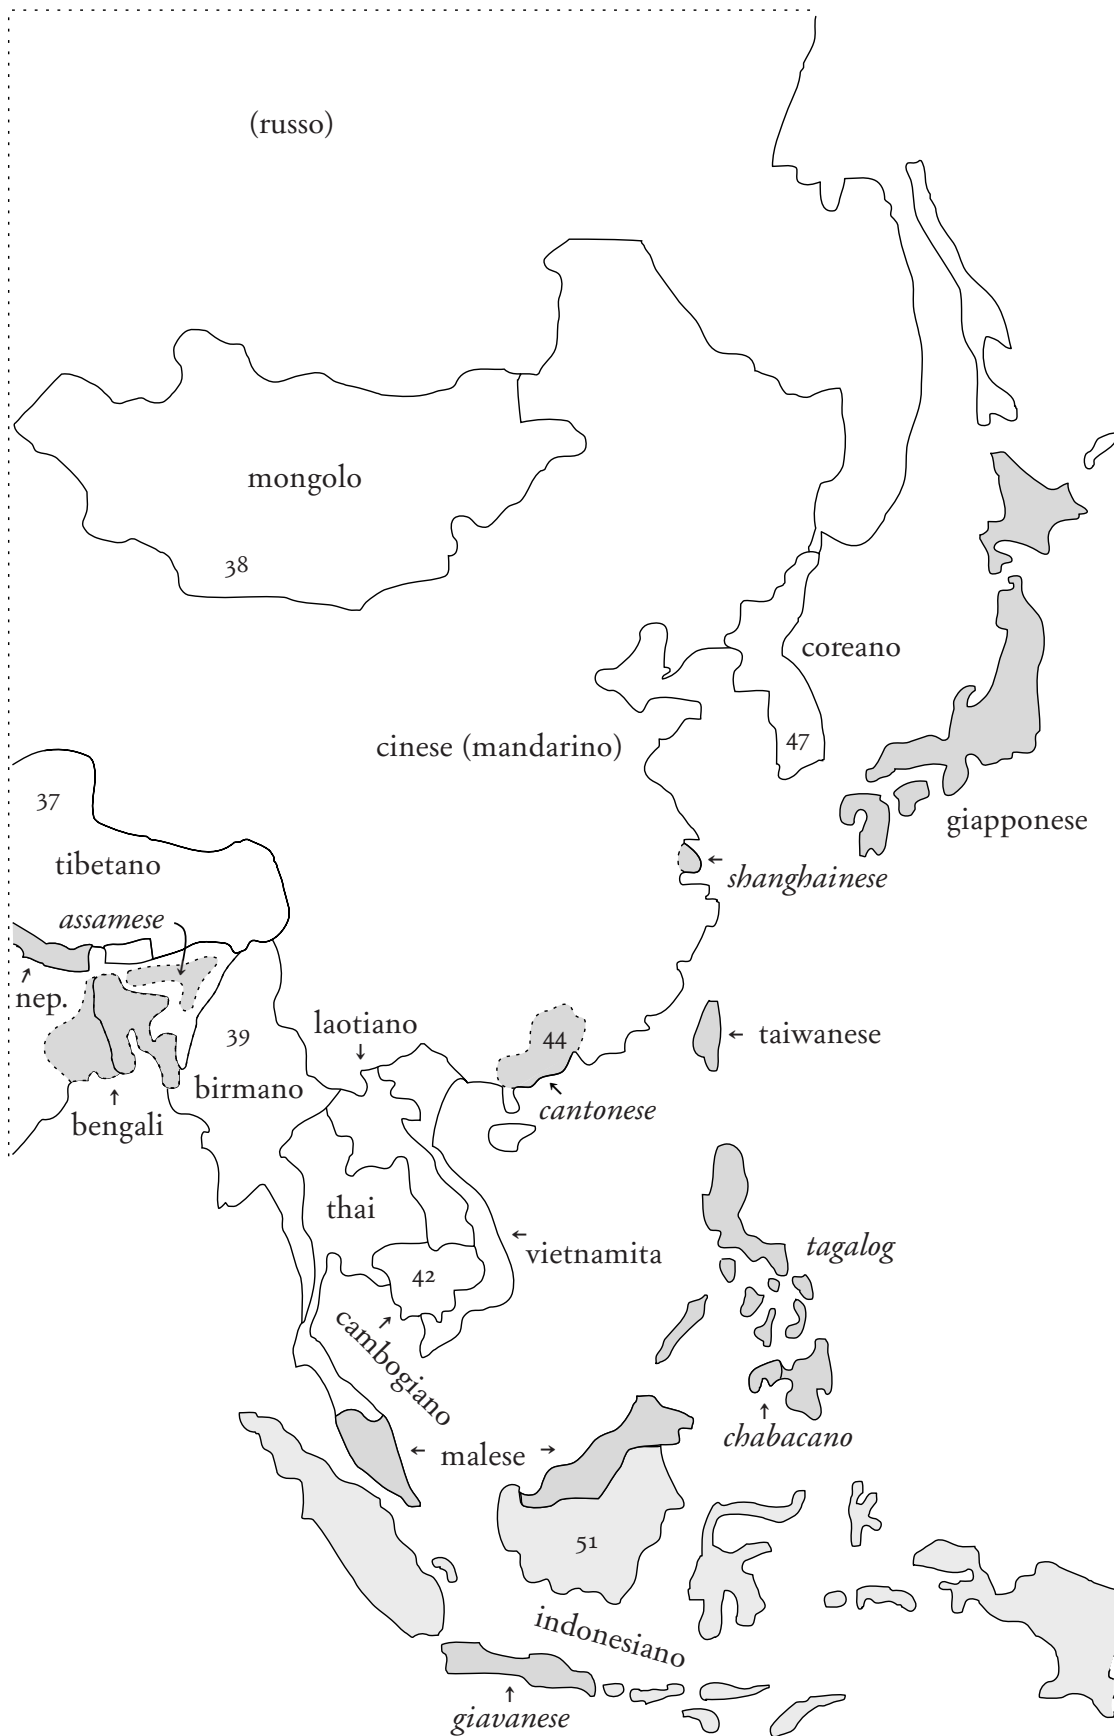 (russo)
mongolo
38
coreano
47
cinese (mandarino)
37
giapponese
tibetano
shanghainese
assamese
nep.
laotiano
39
44
taiwanese
birmano
cantonese
bengali
thai
tagalog
vietnamita
42
cambogiano
chabacano
malese
51
indonesiano
giavanese